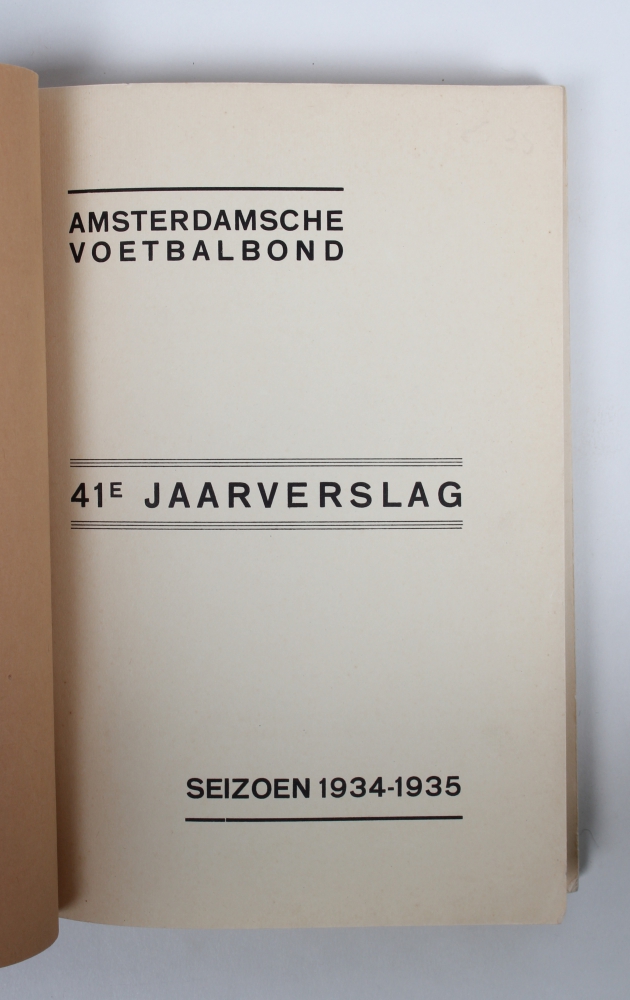 AMSTERDAMSCHE
VOETBALBOND
41E JAARVERSLAG
SEIZOEN 1934-1935